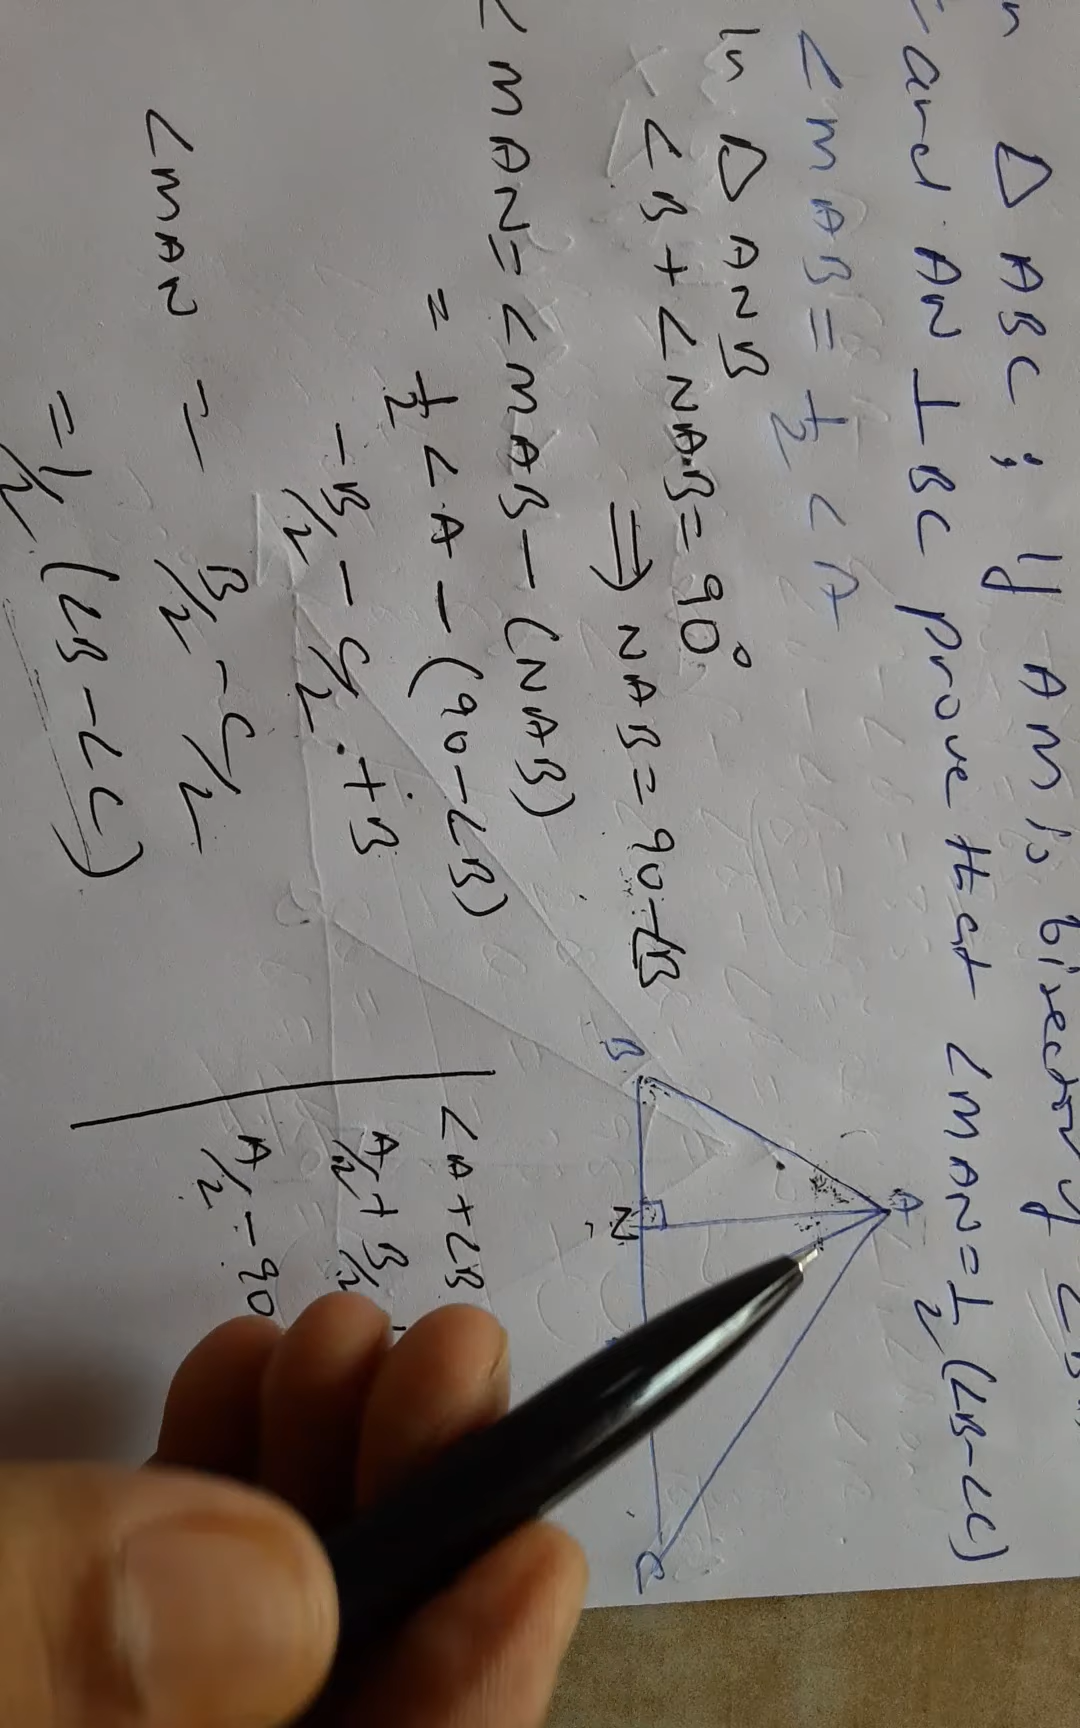 n Δ ABC ; If AM is bisector of
and AN ⊥ BC prove that ∠MAN = 1/2 (∠B-∠C)
∠MAB = 1/2 ∠A
In Δ ANB
∠B + ∠NAB = 90°
⇒ NAB = 90-∠B
∠MAN = ∠MAB - (NAB)
= 1/2 ∠A - (90-∠B)
- B/2 - C/2 + B
∠MAN = B/2 - C/2
= 1/2 (∠B - ∠C)
A
B
N
C
∠A + ∠B
A/2 + B/2
A/2 - 90